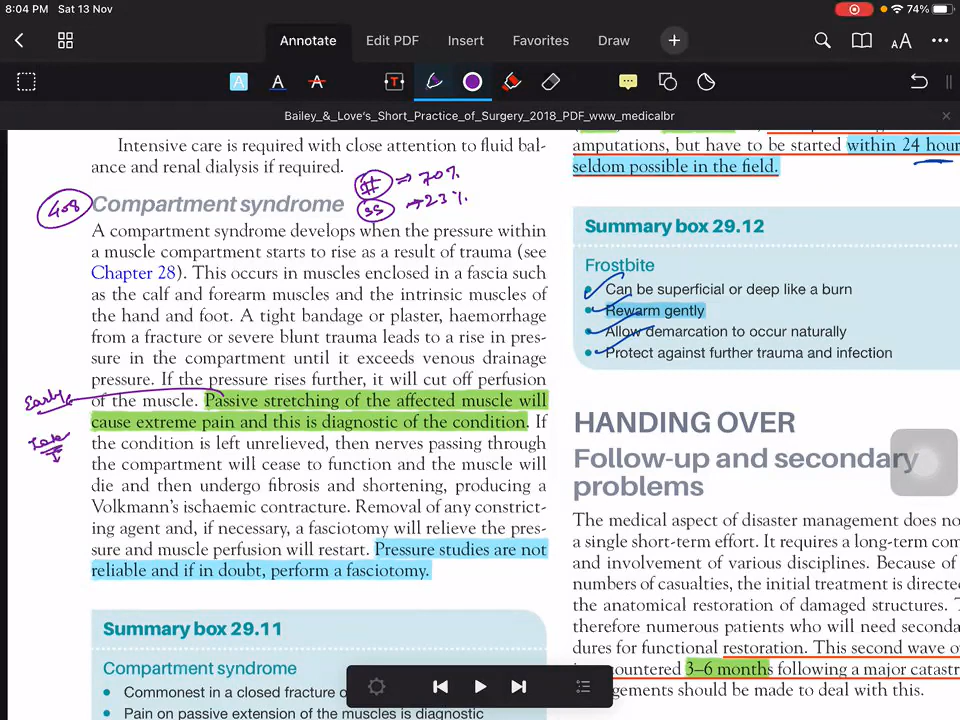 8:04 PM Sat 13 Nov
74%
Annotate Edit PDF Insert Favorites Draw
Bailey_&_Love's_Short_Practice_of_Surgery_2018_PDF_www_medicalbr
Intensive care is required with close attention to fluid bal-
ance and renal dialysis if required.
# ⇒ 70%
408
Compartment syndrome
SS → 23%
A compartment syndrome develops when the pressure within
a muscle compartment starts to rise as a result of trauma (see
Chapter 28). This occurs in muscles enclosed in a fascia such
as the calf and forearm muscles and the intrinsic muscles of
the hand and foot. A tight bandage or plaster, haemorrhage
from a fracture or severe blunt trauma leads to a rise in pres-
sure in the compartment until it exceeds venous drainage
pressure. If the pressure rises further, it will cut off perfusion
Early
of the muscle. Passive stretching of the affected muscle will
cause extreme pain and this is diagnostic of the condition. If
Late
the condition is left unrelieved, then nerves passing through
the compartment will cease to function and the muscle will
die and then undergo fibrosis and shortening, producing a
Volkmann's ischaemic contracture. Removal of any constrict-
ing agent and, if necessary, a fasciotomy will relieve the pres-
sure and muscle perfusion will restart. Pressure studies are not
reliable and if in doubt, perform a fasciotomy.
Summary box 29.11
Compartment syndrome
• Commonest in a closed fracture o
• Pain on passive extension of the muscles is diagnostic
amputations, but have to be started within 24 hour
seldom possible in the field.
Summary box 29.12
Frostbite
• Can be superficial or deep like a burn
• Rewarm gently
• Allow demarcation to occur naturally
• Protect against further trauma and infection
HANDING OVER
Follow-up and secondary
problems
The medical aspect of disaster management does no
a single short-term effort. It requires a long-term com
and involvement of various disciplines. Because of
numbers of casualties, the initial treatment is directed
the anatomical restoration of damaged structures. T
therefore numerous patients who will need seconda
dures for functional restoration. This second wave o
countered 3–6 months following a major catastr
gements should be made to deal with this.